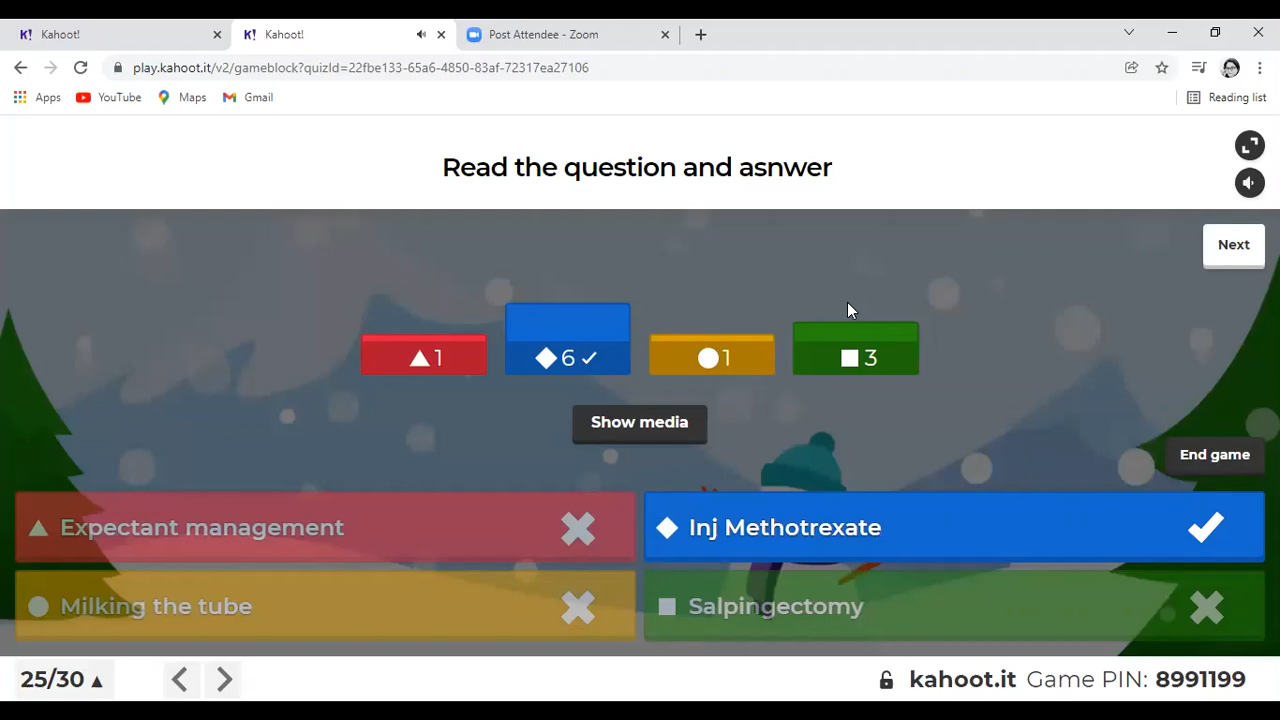 Kahoot!
Kahoot!
Post Attendee - Zoom
play.kahoot.it/v2/gameblock?quizId=22fbe133-65a6-4850-83af-72317ea27106
Apps
YouTube
Maps
Gmail
Reading list
Read the question and asnwer
Next
1
6
1
3
Show media
End game
Expectant management
Inj Methotrexate
Milking the tube
Salpingectomy
25/30
kahoot.it Game PIN: 8991199